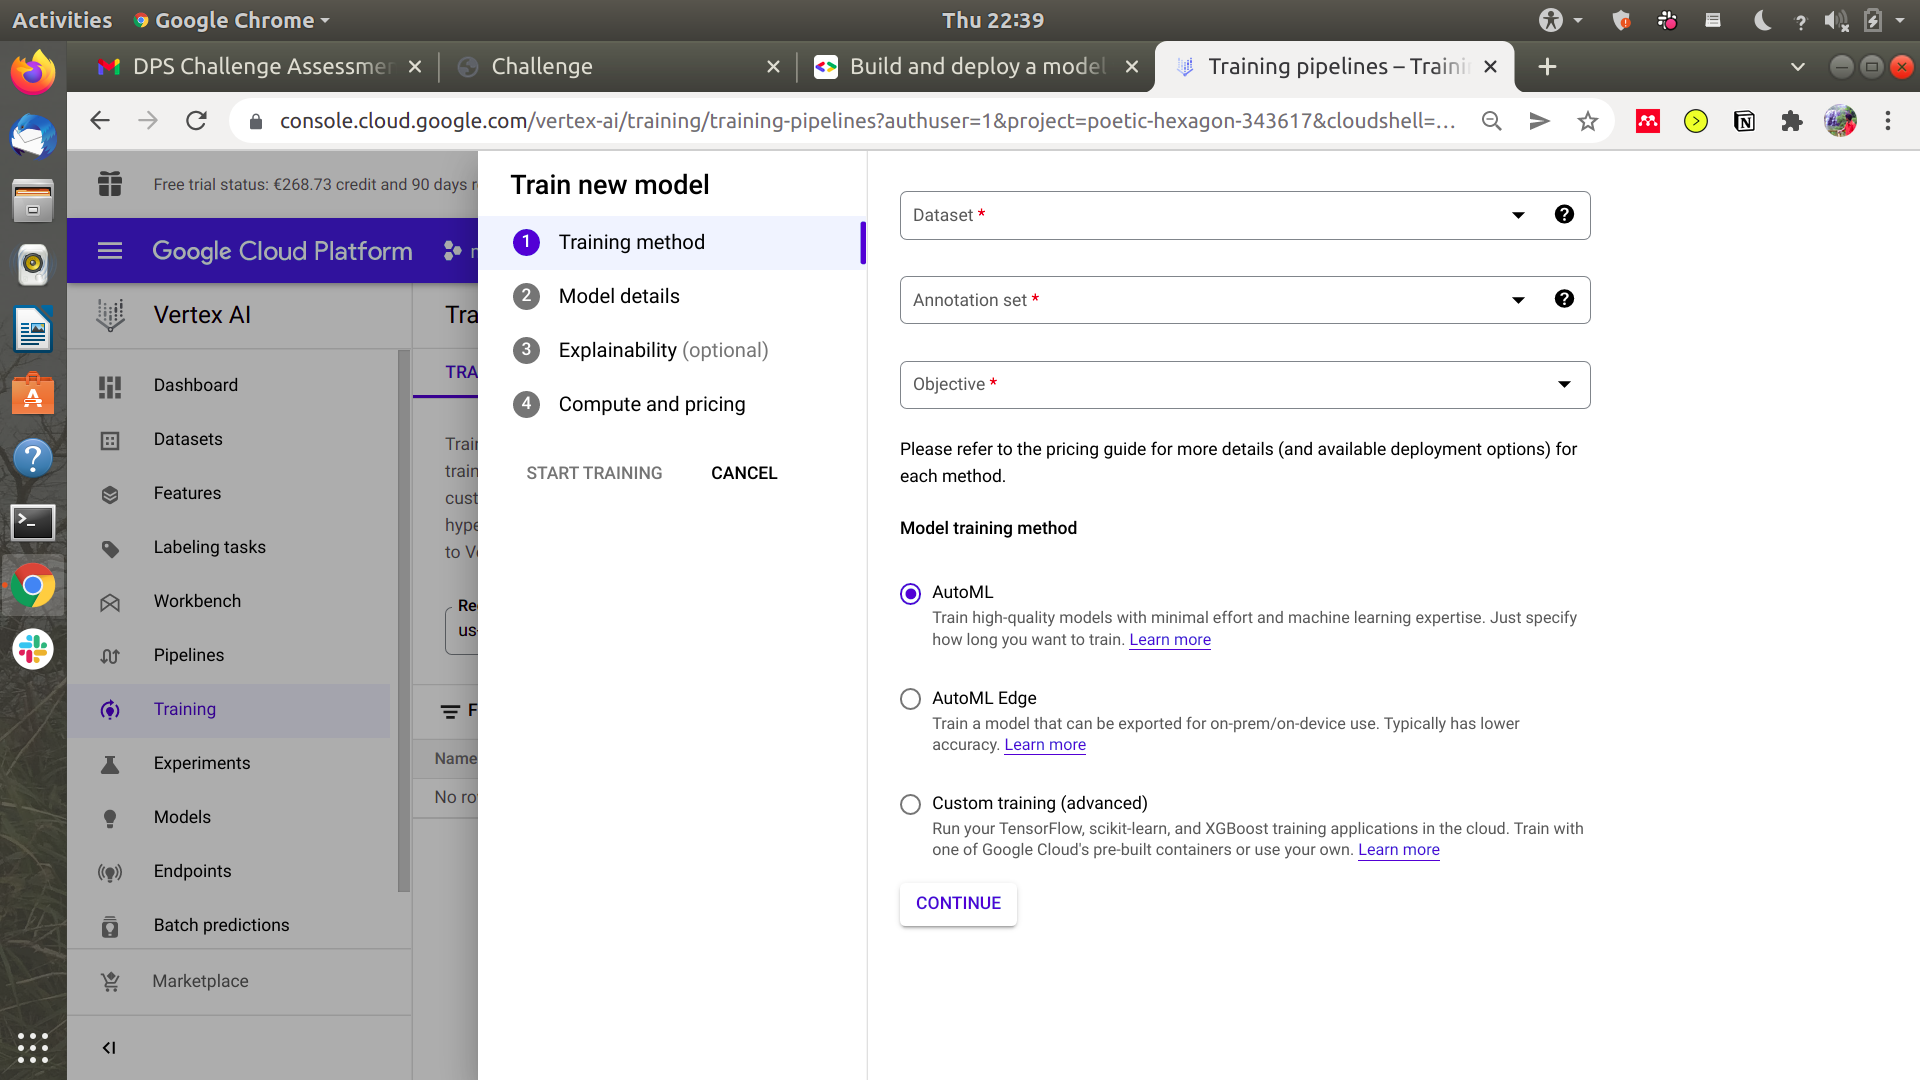 Activities
Google Chrome
Thu 22:39
DPS Challenge Assessmen
Challenge
Build and deploy a model
Training pipelines – Traini
console.cloud.google.com/vertex-ai/training/training-pipelines?authuser=1&project=poetic-hexagon-343617&cloudshell=...
Free trial status: €268.73 credit and 90 days r
Google Cloud Platform
Vertex AI
Dashboard
Datasets
Features
Labeling tasks
Workbench
Pipelines
Training
Experiments
Models
Endpoints
Batch predictions
Marketplace
Tra
TRA
Trai
train
cust
hype
to Ve
Re
us-
F
Name
No ro
Train new model
1 Training method
2 Model details
3 Explainability (optional)
4 Compute and pricing
START TRAINING
CANCEL
Dataset *
Annotation set *
Objective *
Please refer to the pricing guide for more details (and available deployment options) for
each method.
Model training method
AutoML
Train high-quality models with minimal effort and machine learning expertise. Just specify
how long you want to train. Learn more
AutoML Edge
Train a model that can be exported for on-prem/on-device use. Typically has lower
accuracy. Learn more
Custom training (advanced)
Run your TensorFlow, scikit-learn, and XGBoost training applications in the cloud. Train with
one of Google Cloud's pre-built containers or use your own. Learn more
CONTINUE